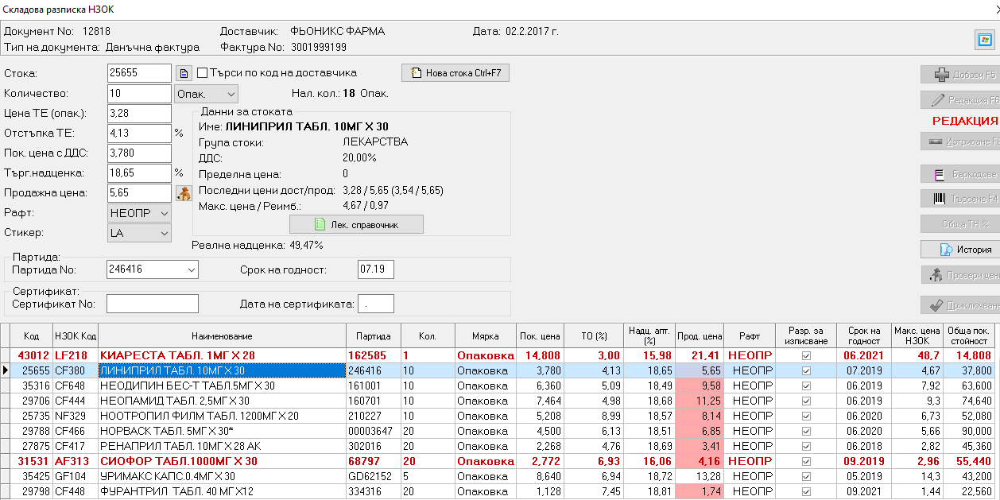 Складова разписка НЗОК
Документ No: 12818 Доставчик: ФЬОНИКС ФАРМА Дата: 02.2.2017 г.
Тип на документа: Данъчна фактура Фактура No: 3001999199
Стока: 25655 Търси по код на доставчика Нова стока Ctrl+F7
Количество: 10 Опак. Нал. кол.: 18 Опак.
Цена ТЕ (опак.): 3,28
Отстъпка ТЕ: 4,13 %
Пок. цена с ДДС: 3,780
Търг.надценка: 18,65 %
Продажна цена: 5,65
Рафт: НЕОПР
Стикер: LA
Данни за стоката
Име: ЛИНИПРИЛ ТАБЛ. 10МГ X 30
Група стоки: ЛЕКАРСТВА
ДДС: 20,00%
Пределна цена: 0
Последни цени дост/прод: 3,28 / 5,65 (3,54 / 5,65)
Макс. цена / Реимб.: 4,67 / 0,97
Лек. справочник
Реална надценка: 49,47%
Партида:
Партида No: 246416 Срок на годност: 07.19
Сертификат:
Сертификат No: Дата на сертификата: .
Добави F5
Редакция F6
РЕДАКЦИЯ
Изтриване F8
Баркодове
Търсене F4
Обща ТН %
История
Провери цени
Приключване
Код НЗОК Код Наименование Партида Кол. Мярка Пок. цена ТО (%) Надц. апт. (%) Прод. цена Рафт Разр. за изписване Срок на годност Макс. цена НЗОК Обща пок. стойност
43012 LF218 КИАРЕСТА ТАБЛ. 1МГ X 28 162585 1 Опаковка 14,808 3,00 15,98 21,41 НЕОПР 06.2021 48,7 14,808
25655 CF380 ЛИНИПРИЛ ТАБЛ. 10МГ X 30 246416 10 Опаковка 3,780 4,13 18,65 5,65 НЕОПР 07.2019 4,67 37,800
35316 CF648 НЕОДИПИН БЕС-Т ТАБЛ.5МГ X 30 161001 10 Опаковка 6,360 5,09 18,49 9,58 НЕОПР 06.2019 7,92 63,600
29706 CF444 НЕОПАМИД ТАБЛ. 2,5МГ X 30 160701 10 Опаковка 7,464 4,98 18,68 11,25 НЕОПР 06.2019 9,3 74,640
25735 NF329 НООТРОПИЛ ФИЛМ ТАБЛ. 1200МГ X 20 210227 10 Опаковка 5,208 8,99 18,57 8,14 НЕОПР 06.2020 6,73 52,080
29788 CF466 НОРВАСК ТАБЛ. 5МГ X 30* 00003647 20 Опаковка 4,500 6,13 18,51 6,85 НЕОПР 06.2020 5,66 90,000
27875 CF417 РЕНАПРИЛ ТАБЛ. 10МГ X 28 АК 302016 20 Опаковка 2,268 4,76 18,69 3,41 НЕОПР 06.2018 2,82 45,360
31531 AF313 СИОФОР ТАБЛ.1000МГ X 30 68797 20 Опаковка 2,772 6,93 16,06 4,16 НЕОПР 09.2019 2,96 55,440
35425 GF104 УРИМАКС КАПС.0.4МГ X 30 GD62152 5 Опаковка 8,640 6,94 18,72 13,28 НЕОПР 05.2019 14,3 43,200
29798 CF448 ФУРАНТРИЛ ТАБЛ. 40 МГ X12 334316 20 Опаковка 1,128 7,45 18,81 1,74 НЕОПР 09.2021 1,44 22,560